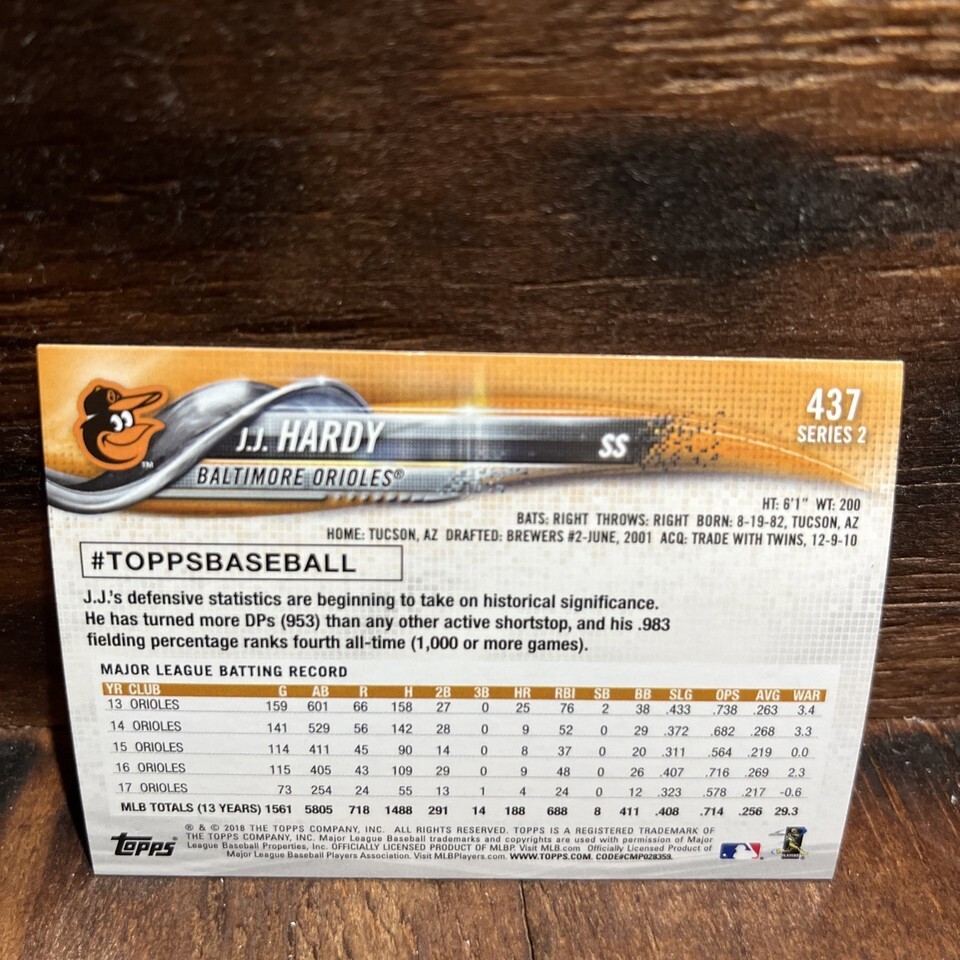 J.J. HARDY
SS
437
SERIES 2
BALTIMORE ORIOLES®
TM
HT: 6'1" WT: 200
BATS: RIGHT THROWS: RIGHT BORN: 8-19-82, TUCSON, AZ
HOME: TUCSON, AZ DRAFTED: BREWERS #2-JUNE, 2001 ACQ: TRADE WITH TWINS, 12-9-10
#TOPPSBASEBALL
J.J.'s defensive statistics are beginning to take on historical significance.
He has turned more DPs (953) than any other active shortstop, and his .983
fielding percentage ranks fourth all-time (1,000 or more games).
MAJOR LEAGUE BATTING RECORD
YR CLUB G AB R H 2B 3B HR RBI SB BB SLG OPS AVG WAR
13 ORIOLES 159 601 66 158 27 0 25 76 2 38 .433 .738 .263 3.4
14 ORIOLES 141 529 56 142 28 0 9 52 0 29 .372 .682 .268 3.3
15 ORIOLES 114 411 45 90 14 0 8 37 0 20 .311 .564 .219 0.0
16 ORIOLES 115 405 43 109 29 0 9 48 0 26 .407 .716 .269 2.3
17 ORIOLES 73 254 24 55 13 1 4 24 0 12 .323 .578 .217 -0.6
MLB TOTALS (13 YEARS) 1561 5805 718 1488 291 14 188 688 8 411 .408 .714 .256 29.3
TOPPS®
® & © 2018 THE TOPPS COMPANY, INC. ALL RIGHTS RESERVED. TOPPS IS A REGISTERED TRADEMARK OF
THE TOPPS COMPANY, INC. Major League Baseball trademarks and copyrights are used with permission of Major
League Baseball Properties, Inc. OFFICIALLY LICENSED PRODUCT OF MLBP. Visit MLB.com Officially Licensed Product of
Major League Baseball Players Association. Visit MLBPlayers.com. WWW.TOPPS.COM. CODE#CMP028359.